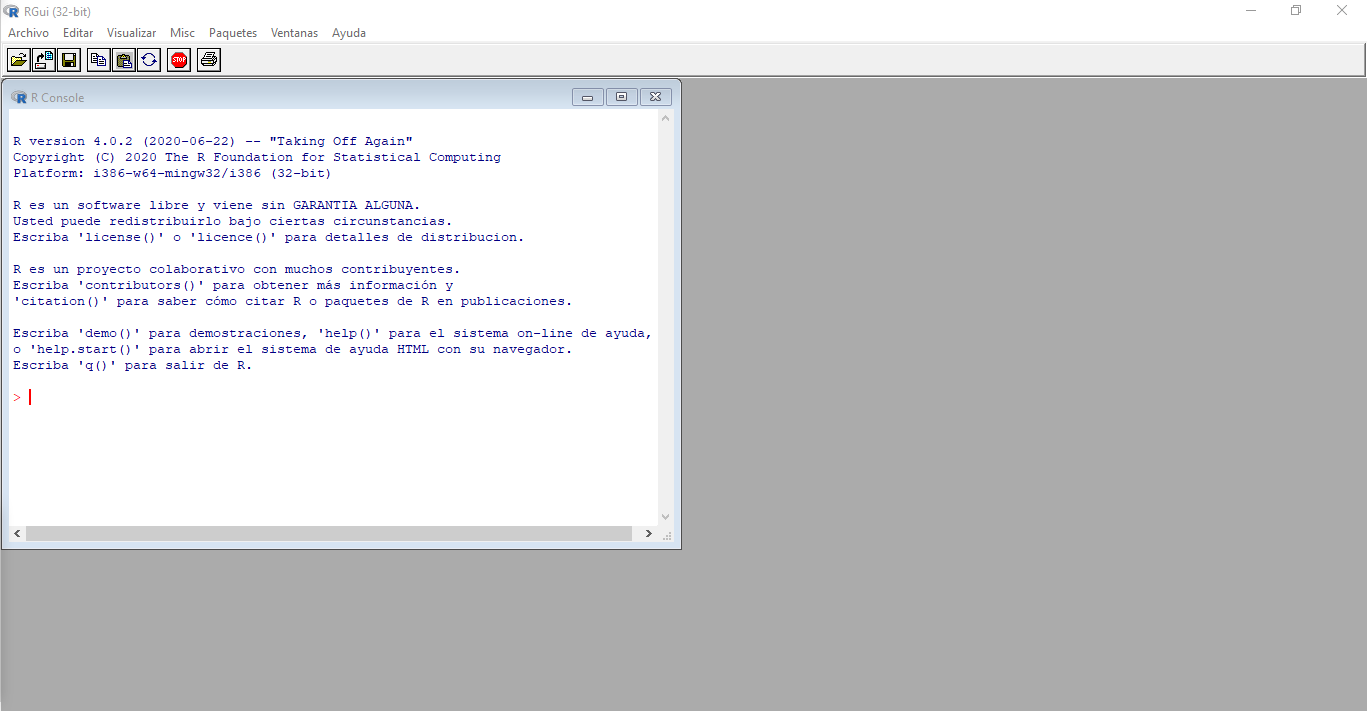 RGui (32-bit)
Archivo Editar Visualizar Misc Paquetes Ventanas Ayuda
STOP
R Console
R version 4.0.2 (2020-06-22) -- "Taking Off Again"
Copyright (C) 2020 The R Foundation for Statistical Computing
Platform: i386-w64-mingw32/i386 (32-bit)
R es un software libre y viene sin GARANTIA ALGUNA.
Usted puede redistribuirlo bajo ciertas circunstancias.
Escriba 'license()' o 'licence()' para detalles de distribucion.
R es un proyecto colaborativo con muchos contribuyentes.
Escriba 'contributors()' para obtener más información y
'citation()' para saber cómo citar R o paquetes de R en publicaciones.
Escriba 'demo()' para demostraciones, 'help()' para el sistema on-line de ayuda,
o 'help.start()' para abrir el sistema de ayuda HTML con su navegador.
Escriba 'q()' para salir de R.
>